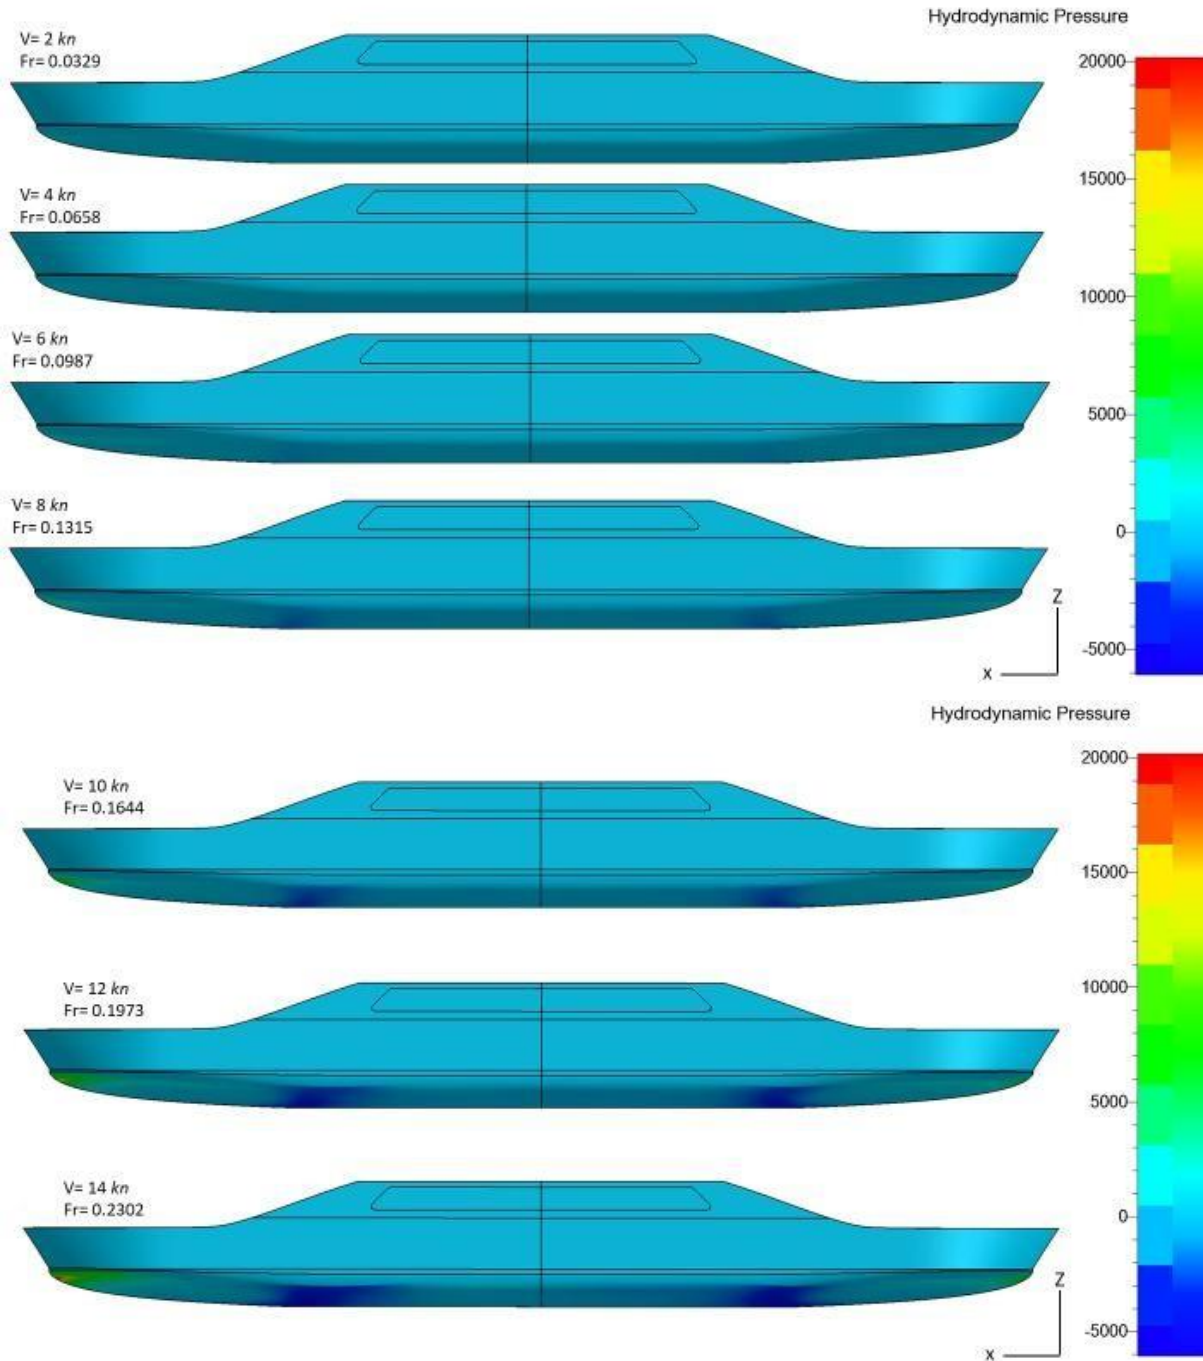 Hydrodynamic Pressure
V= 2 kn
Fr= 0.0329
20000
15000
V= 4 kn
Fr= 0.0658
10000
V= 6 kn
Fr= 0.0987
5000
V= 8 kn
Fr= 0.1315
0
Z
-5000
X
Hydrodynamic Pressure
20000
V= 10 kn
Fr= 0.1644
15000
V= 12 kn
Fr= 0.1973
10000
5000
V= 14 kn
Fr= 0.2302
0
Z
-5000
X